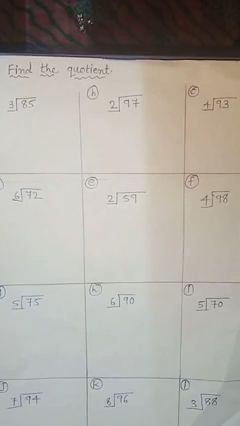 Find the quotient.
(b) (c)
3⟌85 2⟌97 4⟌93
(e) (f)
6⟌72 2⟌59 4⟌98
(h)
5⟌75 6⟌90 5⟌70
(k) (l)
7⟌94 8⟌96 3⟌88